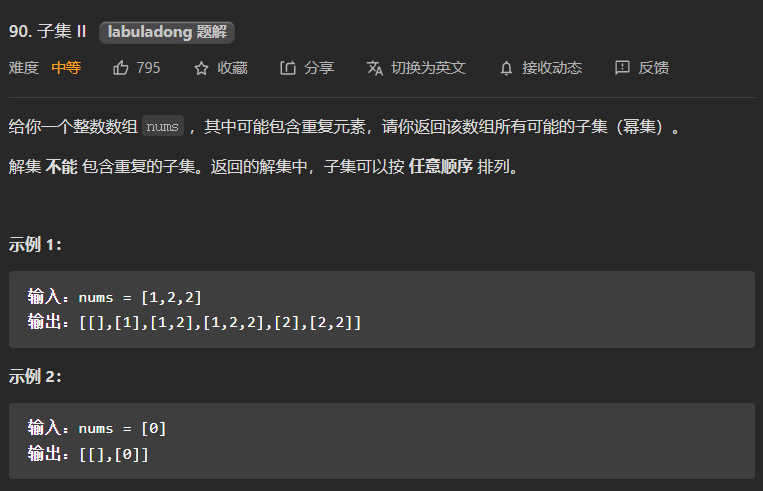 90. 子集 II labuladong 题解
难度 中等 795 收藏 分享 切换为英文 接收动态 反馈
给你一个整数数组 nums ，其中可能包含重复元素，请你返回该数组所有可能的子集（幂集）。
解集 不能 包含重复的子集。返回的解集中，子集可以按 任意顺序 排列。
示例 1：
输入：nums = [1,2,2]
输出：[[],[1],[1,2],[1,2,2],[2],[2,2]]
示例 2：
输入：nums = [0]
输出：[[],[0]]